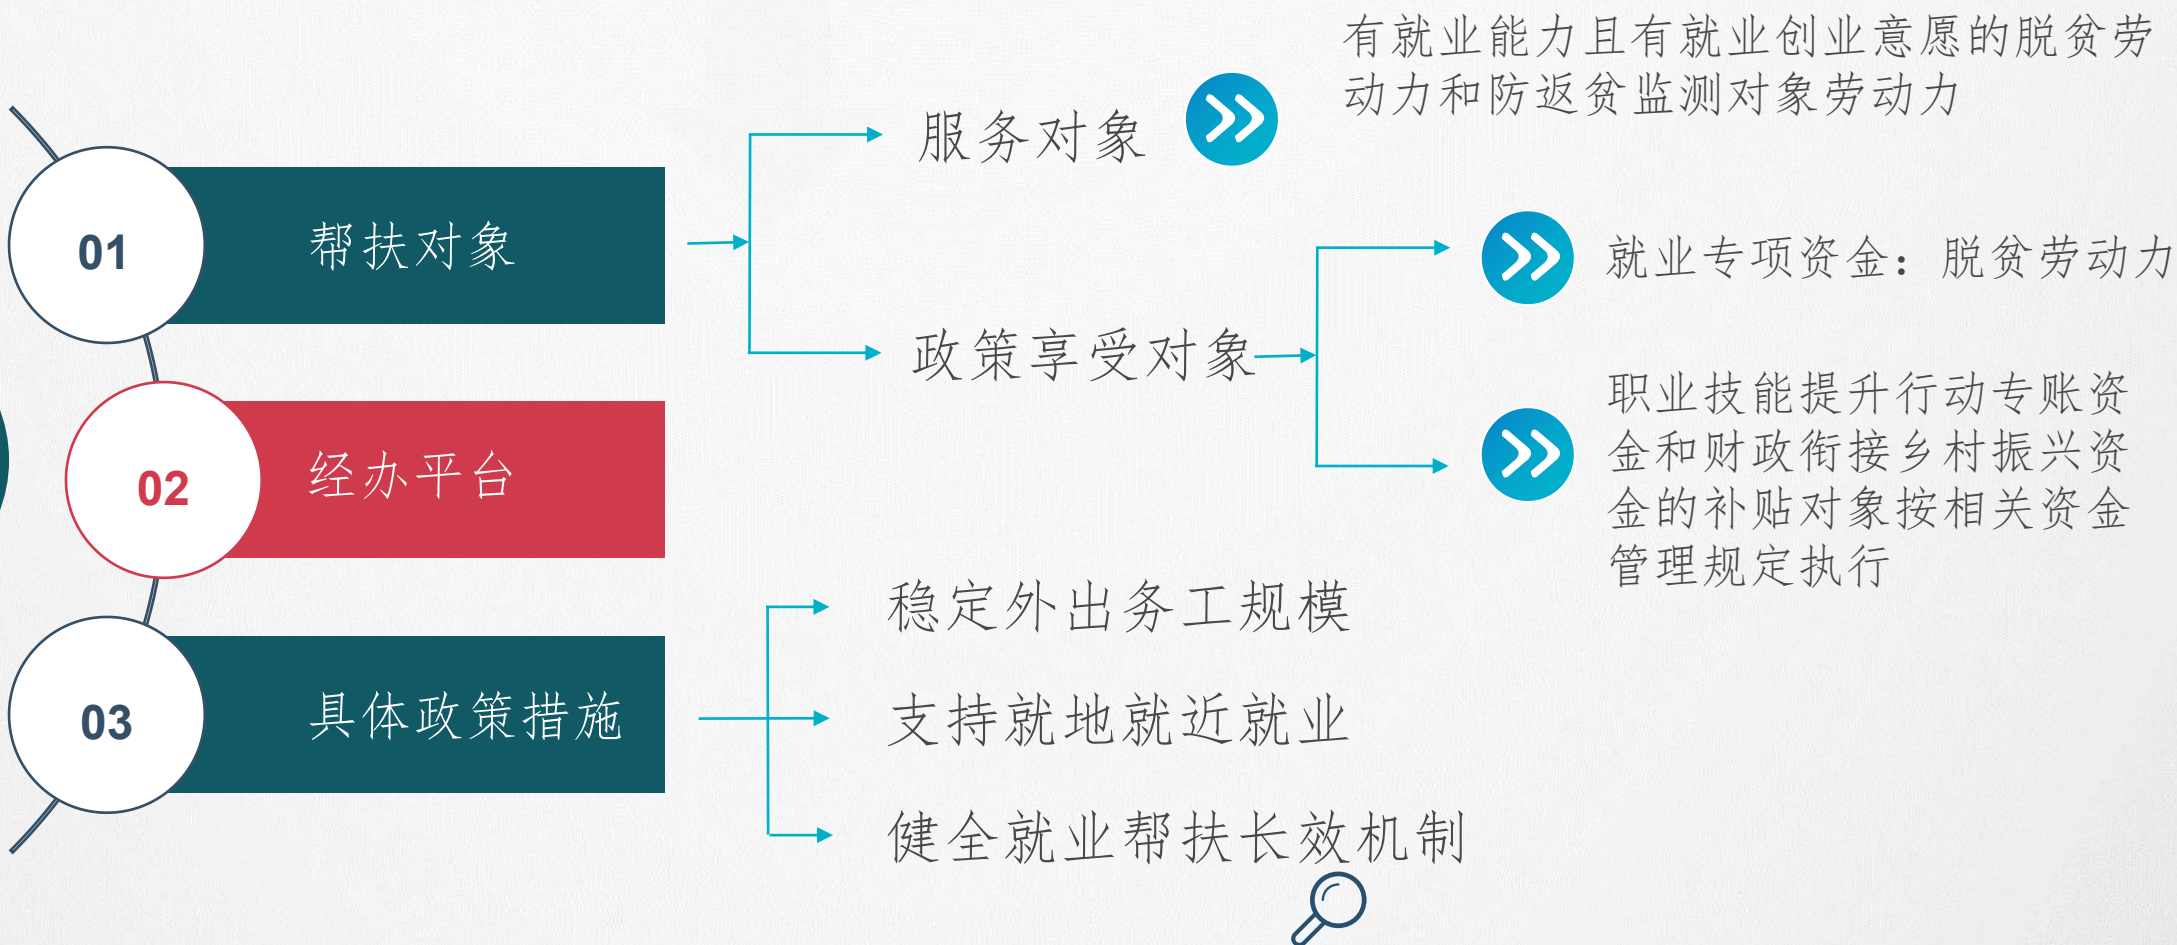 01
帮扶对象
服务对象
有就业能力且有就业创业意愿的脱贫劳
动力和防返贫监测对象劳动力
政策享受对象
就业专项资金：脱贫劳动力
职业技能提升行动专账资
金和财政衔接乡村振兴资
金的补贴对象按相关资金
管理规定执行
02
经办平台
03
具体政策措施
稳定外出务工规模
支持就地就近就业
健全就业帮扶长效机制